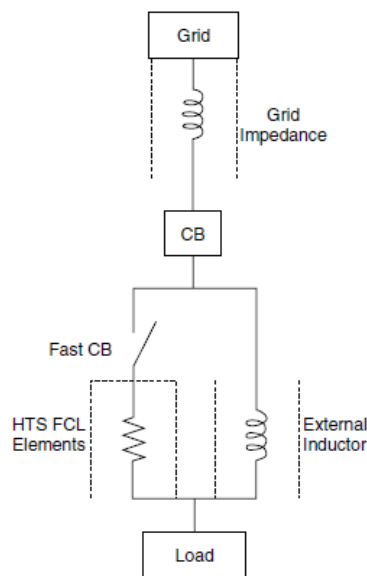 Grid
Grid
Impedance
CB
Fast CB
HTS FCL
Elements
External
Inductor
Load